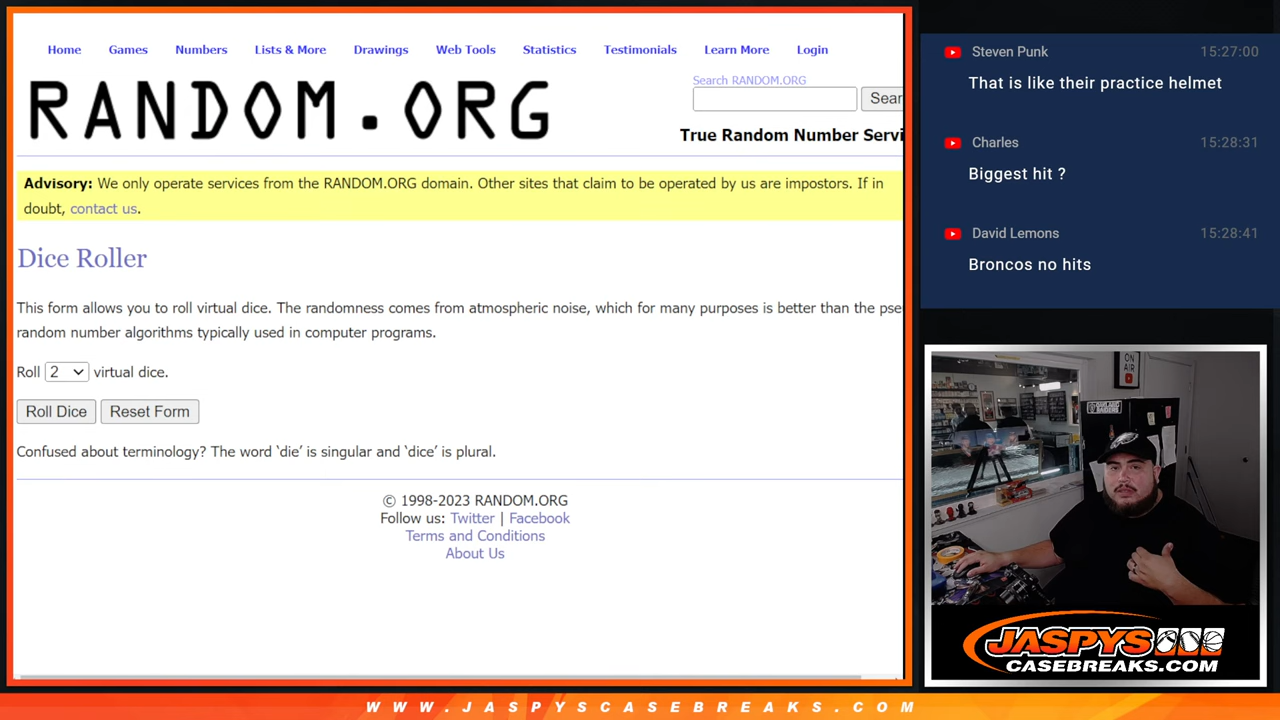 Home Games Numbers Lists & More Drawings Web Tools Statistics Testimonials Learn More Login
RANDOM.ORG
Search RANDOM.ORG
Sear
True Random Number Servi
Advisory: We only operate services from the RANDOM.ORG domain. Other sites that claim to be operated by us are impostors. If in
doubt, contact us.
Dice Roller
This form allows you to roll virtual dice. The randomness comes from atmospheric noise, which for many purposes is better than the pse
random number algorithms typically used in computer programs.
Roll 2 virtual dice.
Roll Dice Reset Form
Confused about terminology? The word ‘die’ is singular and ‘dice’ is plural.
© 1998-2023 RANDOM.ORG
Follow us: Twitter | Facebook
Terms and Conditions
About Us
Steven Punk 15:27:00
That is like their practice helmet
Charles 15:28:31
Biggest hit ?
David Lemons 15:28:41
Broncos no hits
ON
AIR
JASPYS
CASEBREAKS.COM
WWW.JASPYSCASEBREAKS.COM